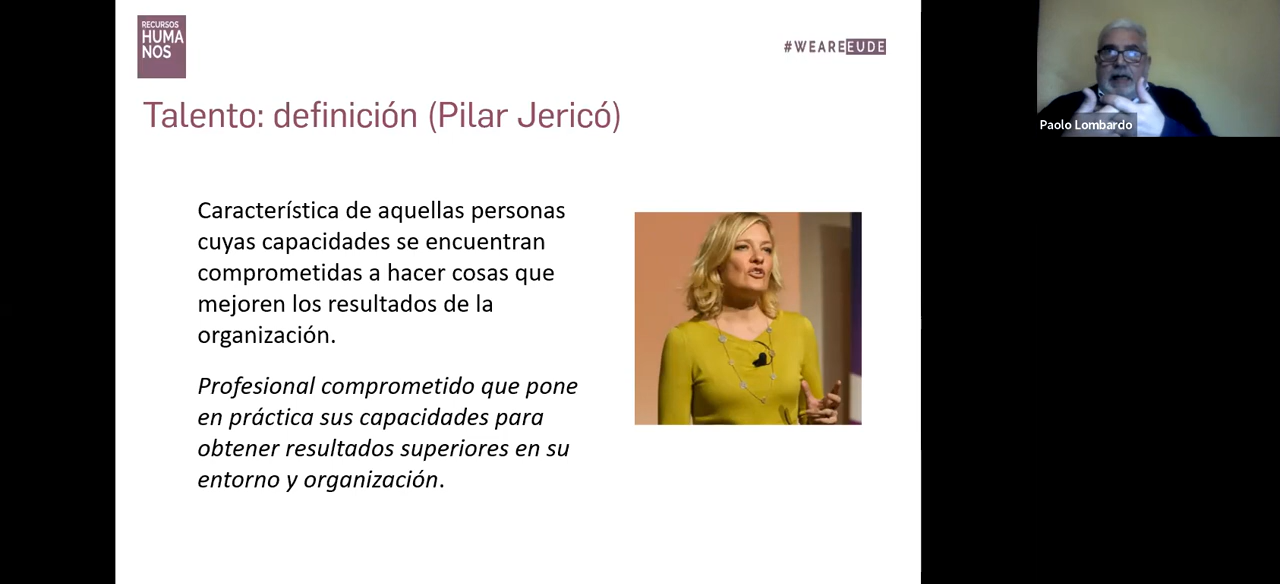 RECURSOS
HUMA
NOS
#WEAREEUDE
Talento: definición (Pilar Jericó)
Característica de aquellas personas
cuyas capacidades se encuentran
comprometidas a hacer cosas que
mejoren los resultados de la
organización.
Profesional comprometido que pone
en práctica sus capacidades para
obtener resultados superiores en su
entorno y organización.
Paolo Lombardo